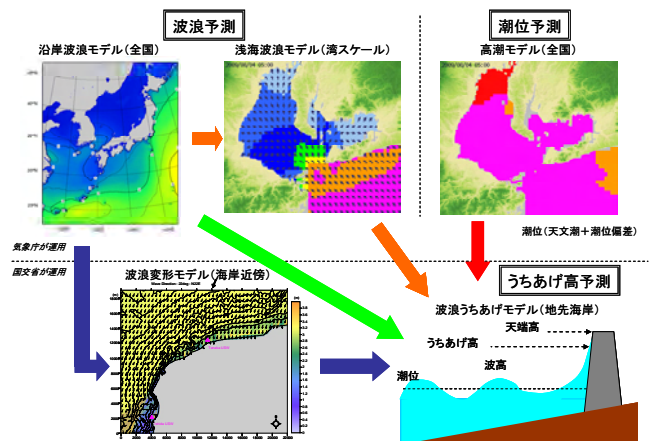 波浪予測
潮位予測
沿岸波浪モデル(全国)
浅海波浪モデル(湾スケール)
高潮モデル(全国)
潮位(天文潮+潮位偏差)
気象庁が運用
国交省が運用
波浪変形モデル(海岸近傍)
うちあげ高予測
波浪うちあげモデル(地先海岸)
天端高
うちあげ高
波高
潮位